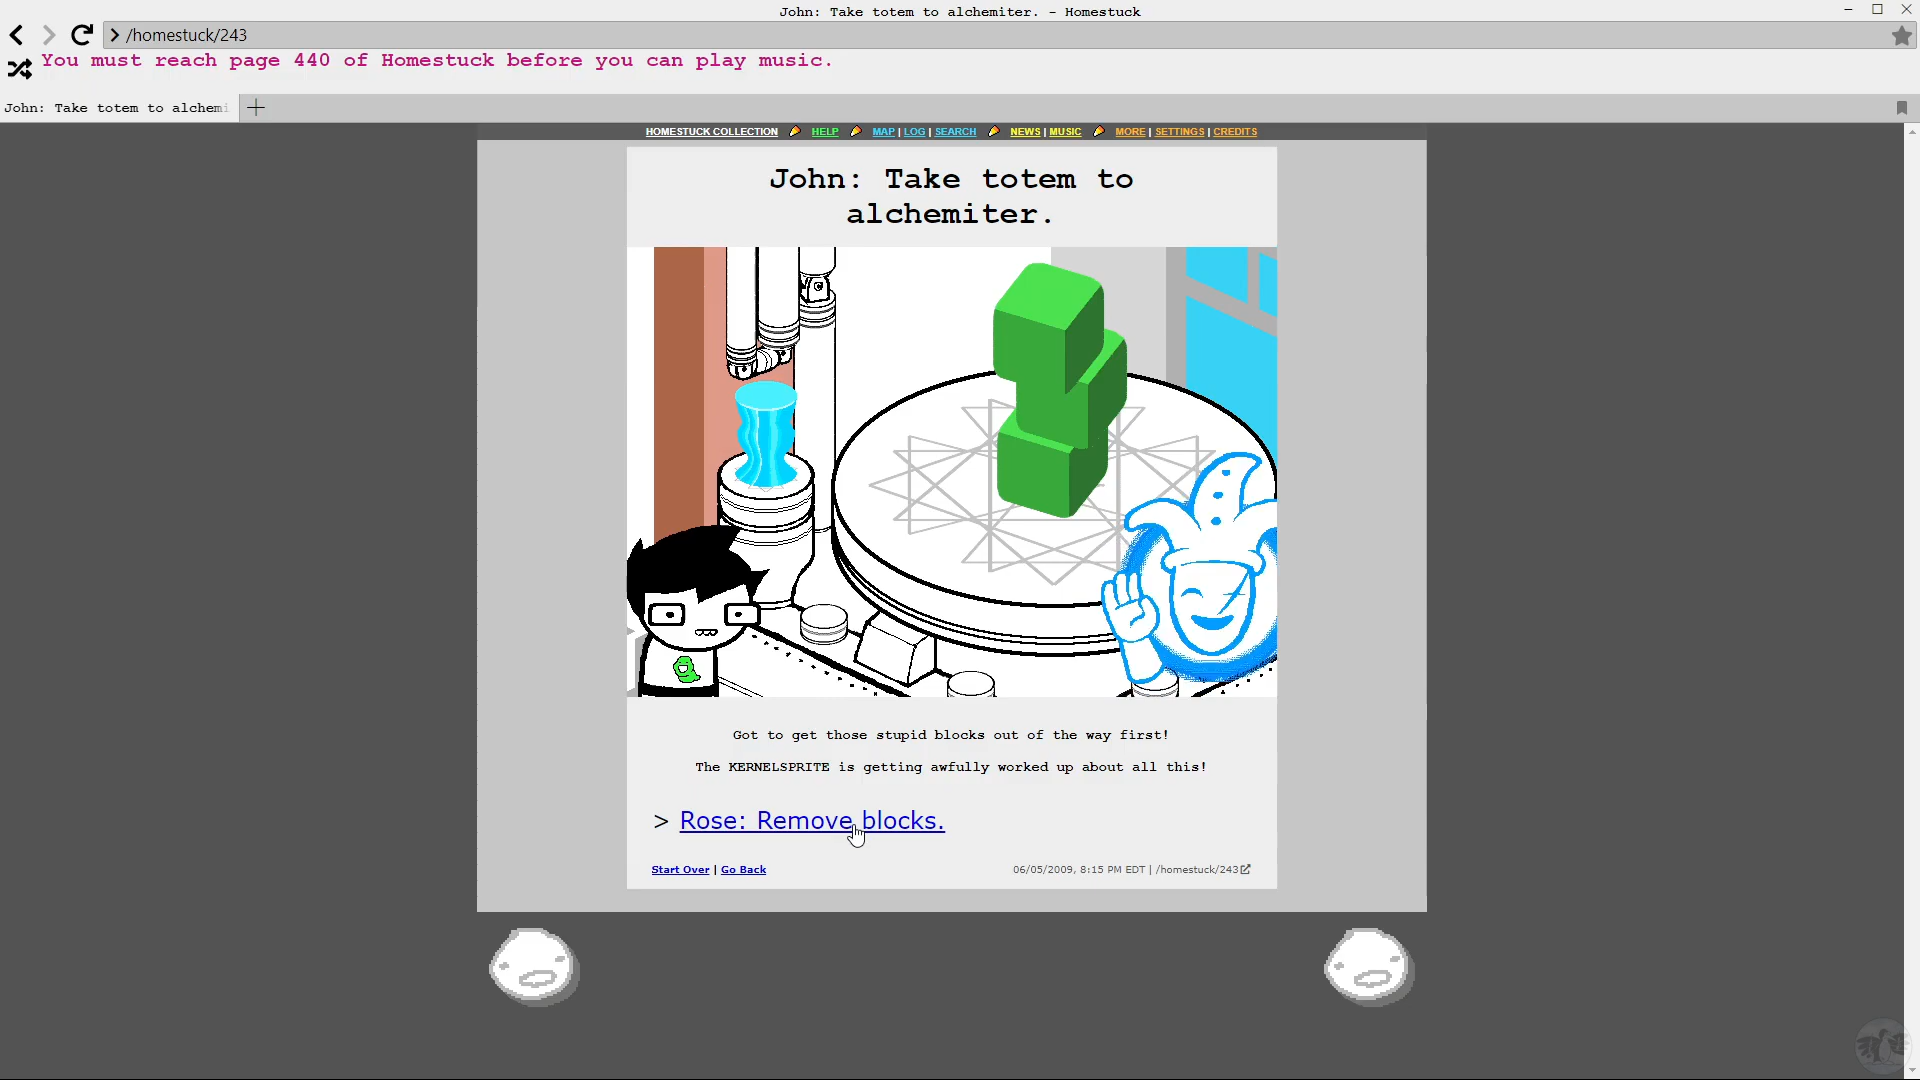 John: Take totem to alchemiter. - Homestuck
/homestuck/243
You must reach page 440 of Homestuck before you can play music.
John: Take totem to alchemi
HOMESTUCK COLLECTION HELP MAP | LOG | SEARCH NEWS | MUSIC MORE | SETTINGS | CREDITS
John: Take totem to
alchemiter.
Got to get those stupid blocks out of the way first!
The KERNELSPRITE is getting awfully worked up about all this!
> Rose: Remove blocks.
Start Over | Go Back
06/05/2009, 8:15 PM EDT | /homestuck/243